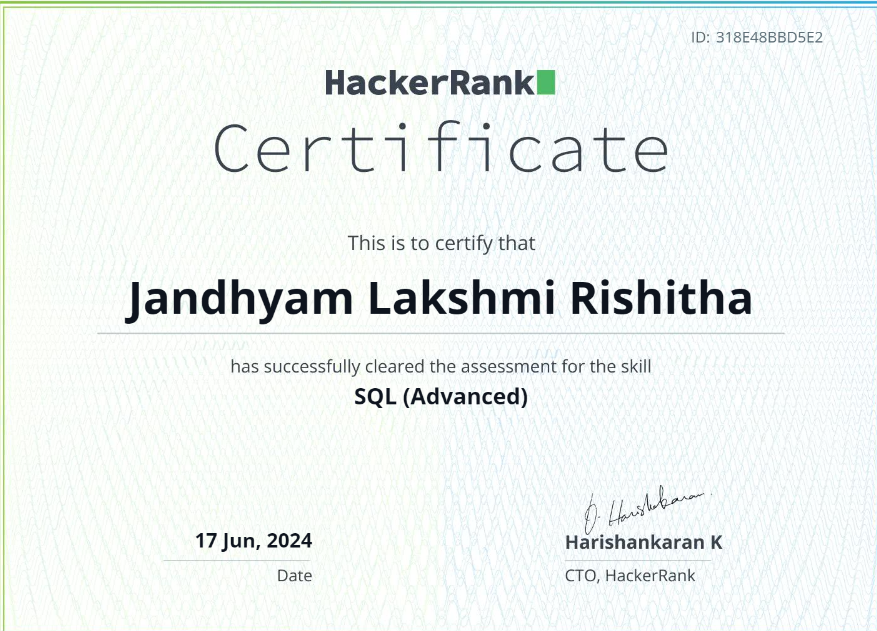 ID: 318E48BBD5E2
HackerRank
Certificate
This is to certify that
Jandhyam Lakshmi Rishitha
has successfully cleared the assessment for the skill
SQL (Advanced)
17 Jun, 2024
Date
Harishankaran K
CTO, HackerRank